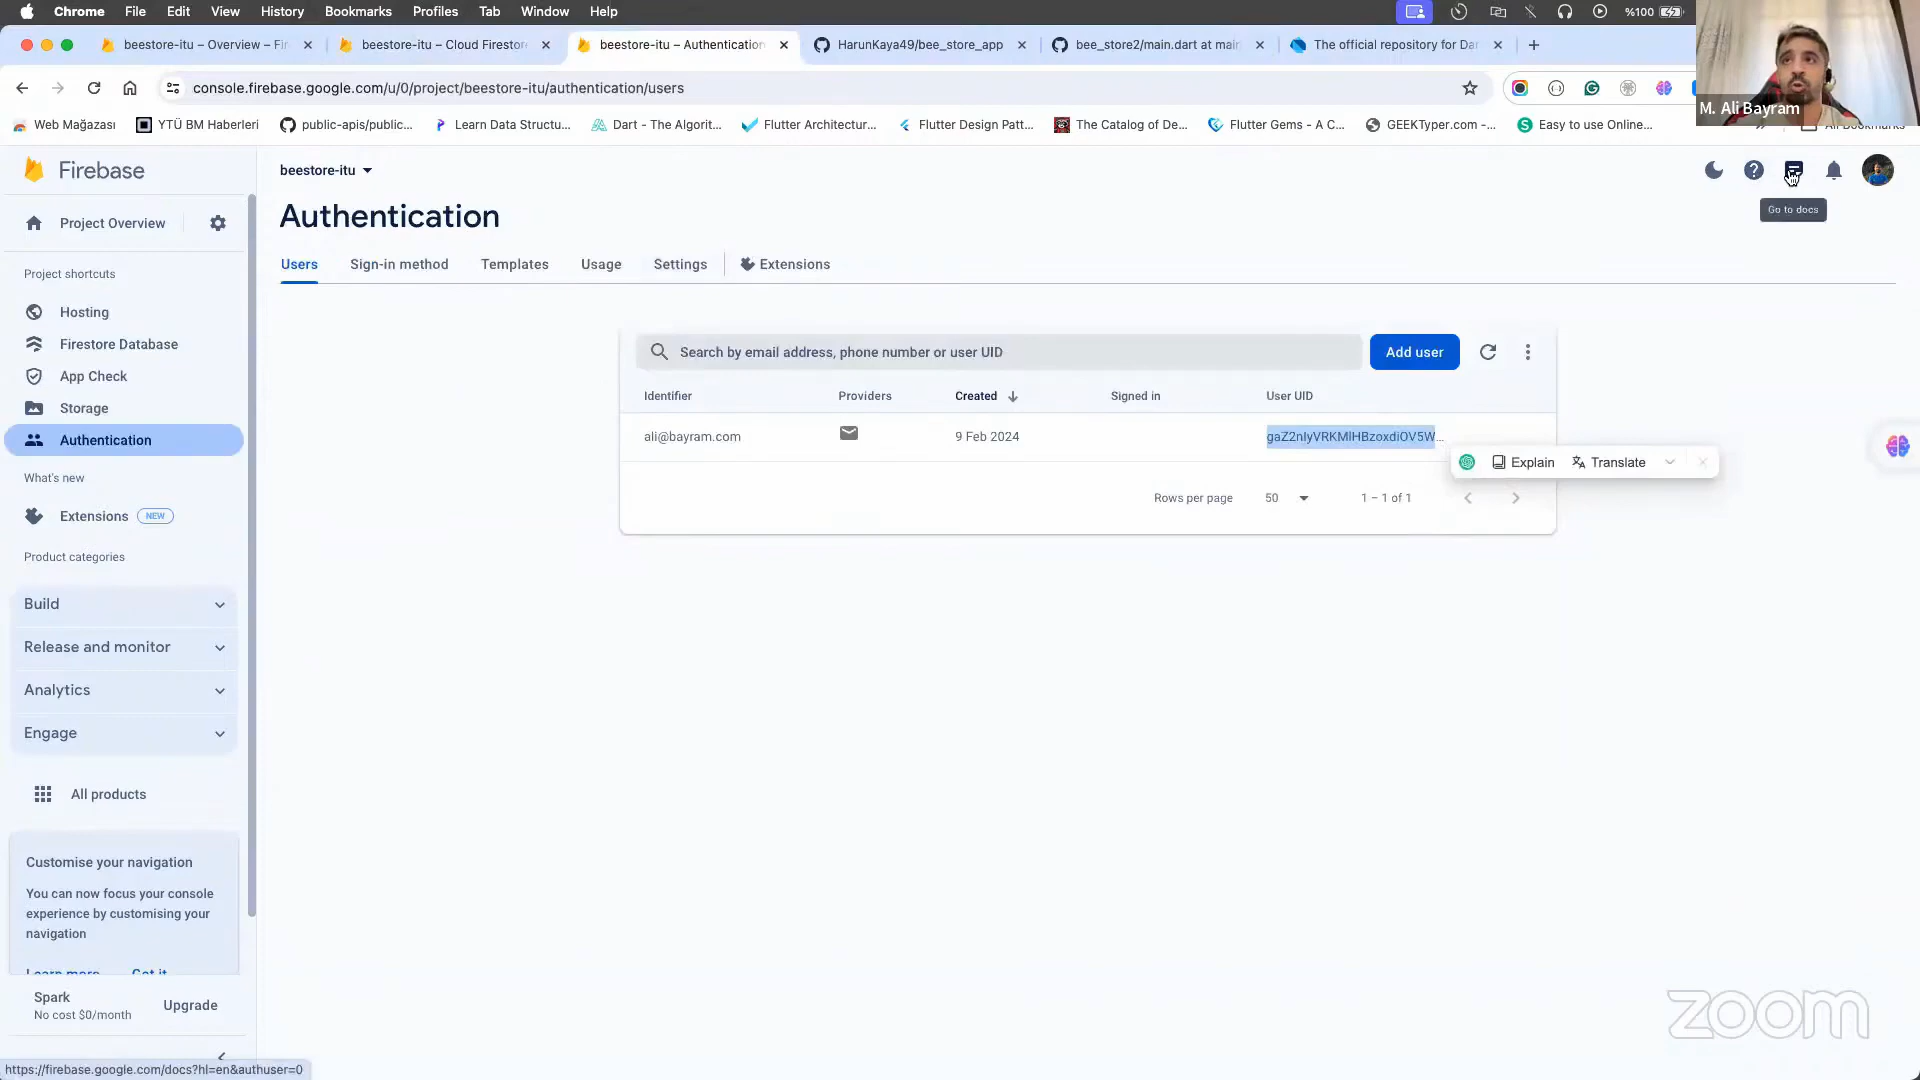 Chrome File Edit View History Bookmarks Profiles Tab Window Help %100
beestore-itu – Overview – Fir beestore-itu – Cloud Firestore beestore-itu – Authentication HarunKaya49/bee_store_app bee_store2/main.dart at main The official repository for Dar
console.firebase.google.com/u/0/project/beestore-itu/authentication/users
M. Ali Bayram
Web Mağazası YTÜ BM Haberleri public-apis/public... Learn Data Structu... Dart - The Algorit... Flutter Architectur... Flutter Design Patt... The Catalog of De... Flutter Gems - A C... GEEKTyper.com -... Easy to use Online... All Bookmarks
Firebase
beestore-itu
Go to docs
Authentication
Project Overview
Users Sign-in method Templates Usage Settings Extensions
Project shortcuts
Hosting
Firestore Database
App Check
Storage
Authentication
What's new
Extensions NEW
Product categories
Build
Release and monitor
Analytics
Engage
All products
Customise your navigation
You can now focus your console
experience by customising your
navigation
Learn more Got it
Spark
No cost $0/month
Upgrade
Search by email address, phone number or user UID Add user
Identifier Providers Created Signed in User UID
ali@bayram.com 9 Feb 2024 gaZ2nlyVRKMlHBzoxdiOV5W...
Explain Translate
Rows per page 50 1 – 1 of 1
zoom
https://firebase.google.com/docs?hl=en&authuser=0